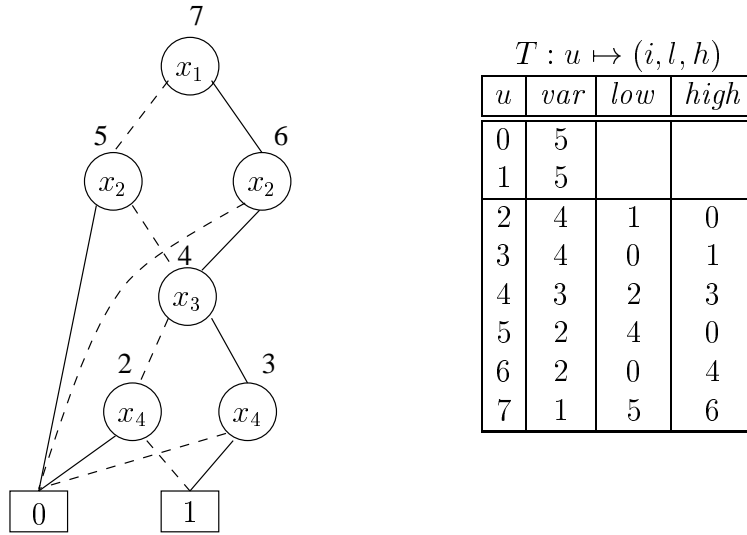 7
x₁
5 6
x₂ x₂
4
x₃
2 3
x₄ x₄
0 1
T : u ↦ (i, l, h)
u var low high
0 5
1 5
2 4 1 0
3 4 0 1
4 3 2 3
5 2 4 0
6 2 0 4
7 1 5 6